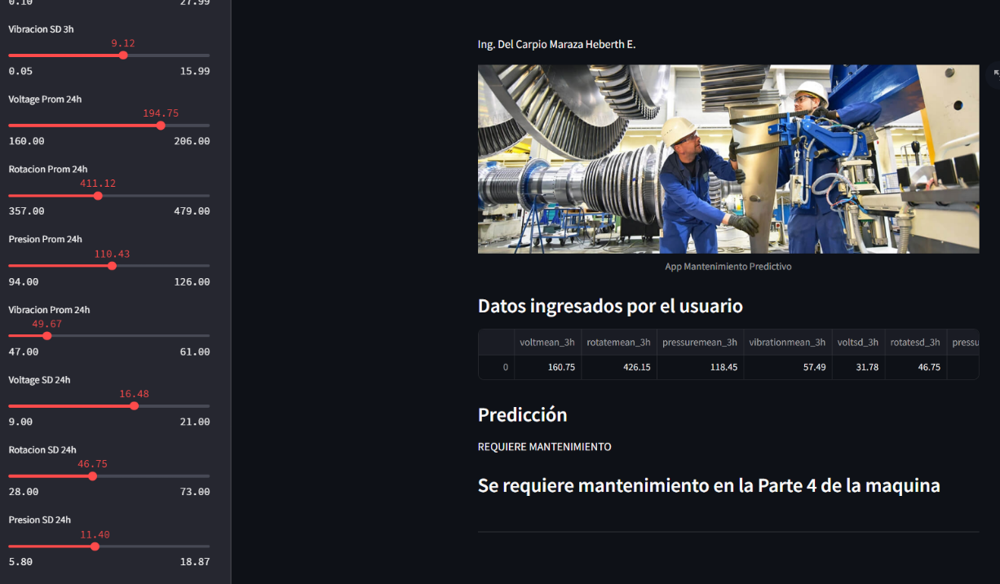 0.10 27.99
Vibracion SD 3h
9.12
0.05 15.99
Voltage Prom 24h
194.75
160.00 206.00
Rotacion Prom 24h
411.12
357.00 479.00
Presion Prom 24h
110.43
94.00 126.00
Vibracion Prom 24h
49.67
47.00 61.00
Voltage SD 24h
16.48
9.00 21.00
Rotacion SD 24h
46.75
28.00 73.00
Presion SD 24h
11.40
5.80 18.87
Ing. Del Carpio Maraza Heberth E.
App Mantenimiento Predictivo
Datos ingresados por el usuario
voltmean_3h rotatemean_3h pressuremean_3h vibrationmean_3h voltsd_3h rotatesd_3h pressu
0 160.75 426.15 118.45 57.49 31.78 46.75
Predicción
REQUIERE MANTENIMIENTO
Se requiere mantenimiento en la Parte 4 de la maquina